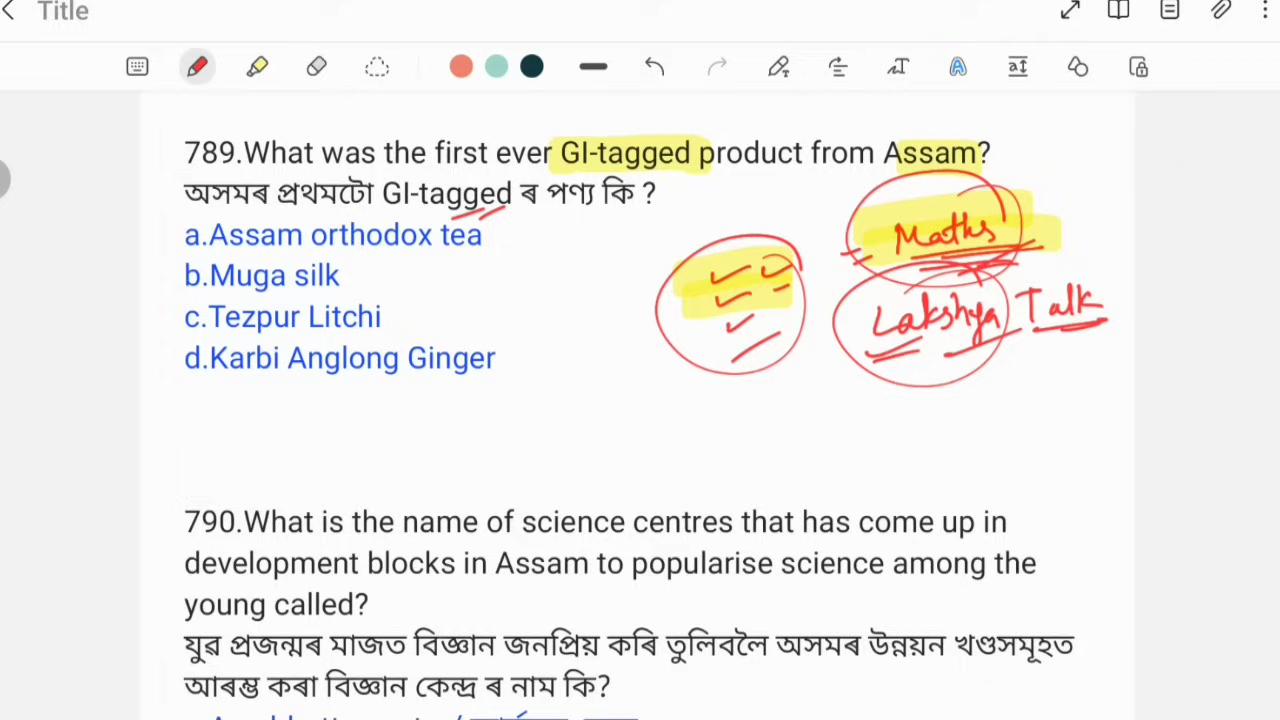 Title
789.What was the first ever GI-tagged product from Assam?
অসমৰ প্ৰথমটো GI-tagged ৰ পণ্য কি ?
a.Assam orthodox tea
Maths
b.Muga silk
c.Tezpur Litchi
Lakshya Talk
d.Karbi Anglong Ginger
790.What is the name of science centres that has come up in
development blocks in Assam to popularise science among the
young called?
যুৱ প্ৰজন্মৰ মাজত বিজ্ঞান জনপ্ৰিয় কৰি তুলিবলৈ অসমৰ উন্নয়ন খণ্ডসমূহত
আৰম্ভ কৰা বিজ্ঞান কেন্দ্ৰ ৰ নাম কি?